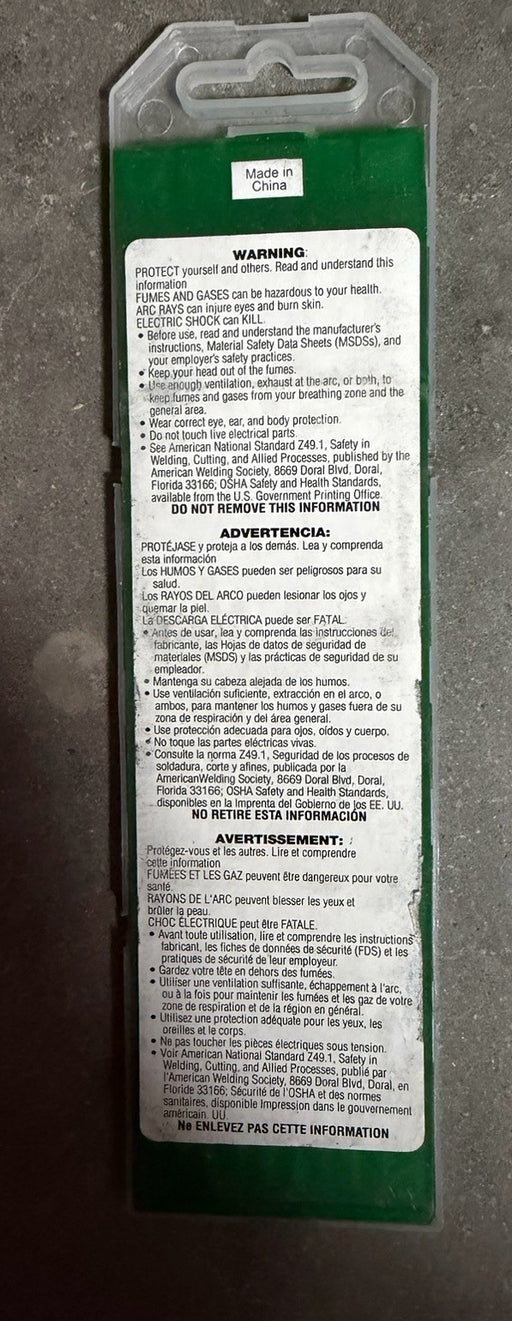 Made in
China
WARNING:
PROTECT yourself and others. Read and understand this
information
FUMES AND GASES can be hazardous to your health.
ARC RAYS can injure eyes and burn skin.
ELECTRIC SHOCK can KILL.
• Before use, read and understand the manufacturer's
instructions, Material Safety Data Sheets (MSDSs), and
your employer's safety practices.
• Keep your head out of the fumes.
• Use enough ventilation, exhaust at the arc, or both, to
keep fumes and gases from your breathing zone and the
general area.
• Wear correct eye, ear, and body protection.
• Do not touch live electrical parts.
• See American National Standard Z49.1, Safety in
Welding, Cutting, and Allied Processes, published by the
American Welding Society, 8669 Doral Blvd, Doral,
Florida 33166; OSHA Safety and Health Standards,
available from the U.S. Government Printing Office.
DO NOT REMOVE THIS INFORMATION
ADVERTENCIA:
PROTÉJASE y proteja a los demás. Lea y comprenda
esta información
Los HUMOS Y GASES pueden ser peligrosos para su
salud.
Los RAYOS DEL ARCO pueden lesionar los ojos y
quemar la piel.
La DESCARGA ELÉCTRICA puede ser FATAL.
• Antes de usar, lea y comprenda las instrucciones del
fabricante, las Hojas de datos de seguridad de
materiales (MSDS) y las prácticas de seguridad de su
empleador.
• Mantenga su cabeza alejada de los humos.
• Use ventilación suficiente, extracción en el arco, o
ambos, para mantener los humos y gases fuera de su
zona de respiración y del área general.
• Use protección adecuada para ojos, oídos y cuerpo.
• No toque las partes eléctricas vivas.
• Consulte la norma Z49.1, Seguridad de los procesos de
soldadura, corte y afines, publicada por la
AmericanWelding Society, 8669 Doral Blvd, Doral,
Florida 33166; OSHA Safety and Health Standards,
disponibles en la Imprenta del Gobierno de los EE. UU.
NO RETIRE ESTA INFORMACIÓN
AVERTISSEMENT:
Protégez-vous et les autres. Lire et comprendre
cette information
FUMÉES ET LES GAZ peuvent être dangereux pour votre
santé.
RAYONS DE L'ARC peuvent blesser les yeux et
brûler la peau.
CHOC ÉLECTRIQUE peut être FATALE.
• Avant toute utilisation, lire et comprendre les instructions
fabricant, les fiches de données de sécurité (FDS) et les
pratiques de sécurité de leur employeur.
• Gardez votre tête en dehors des fumées.
• Utiliser une ventilation suffisante, échappement à l'arc,
ou à la fois pour maintenir les fumées et les gaz de votre
zone de respiration et de la région en général.
• Utilisez une protection adéquate pour les yeux, les
oreilles et le corps.
• Ne pas toucher les pièces électriques sous tension.
• Voir American National Standard Z49.1, Safety in
Welding, Cutting, and Allied Processes, publié par
l'American Welding Society, 8669 Doral Blvd, Doral, en
Floride 33166; Sécurité de l'OSHA et des normes
sanitaires, disponible Impression dans le gouvernement
américain. UU.
Ne ENLEVEZ PAS CETTE INFORMATION